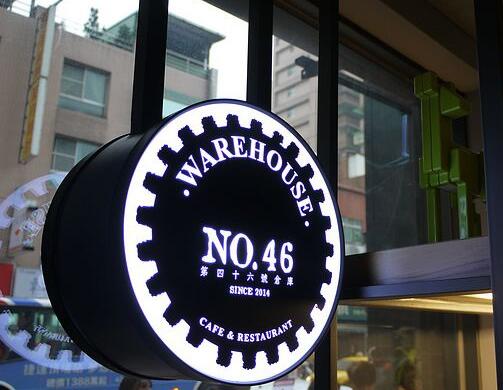 ·WAREHOUSE·
NO.46
第四十六號倉庫
SINCE 2014
CAFE & RESTAURANT